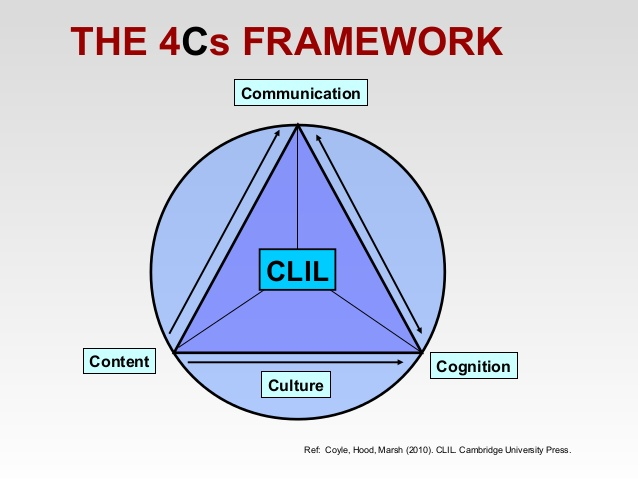 THE 4Cs FRAMEWORK
Communication
CLIL
Content
Cognition
Culture
Ref: Coyle, Hood, Marsh (2010). CLIL. Cambridge University Press.